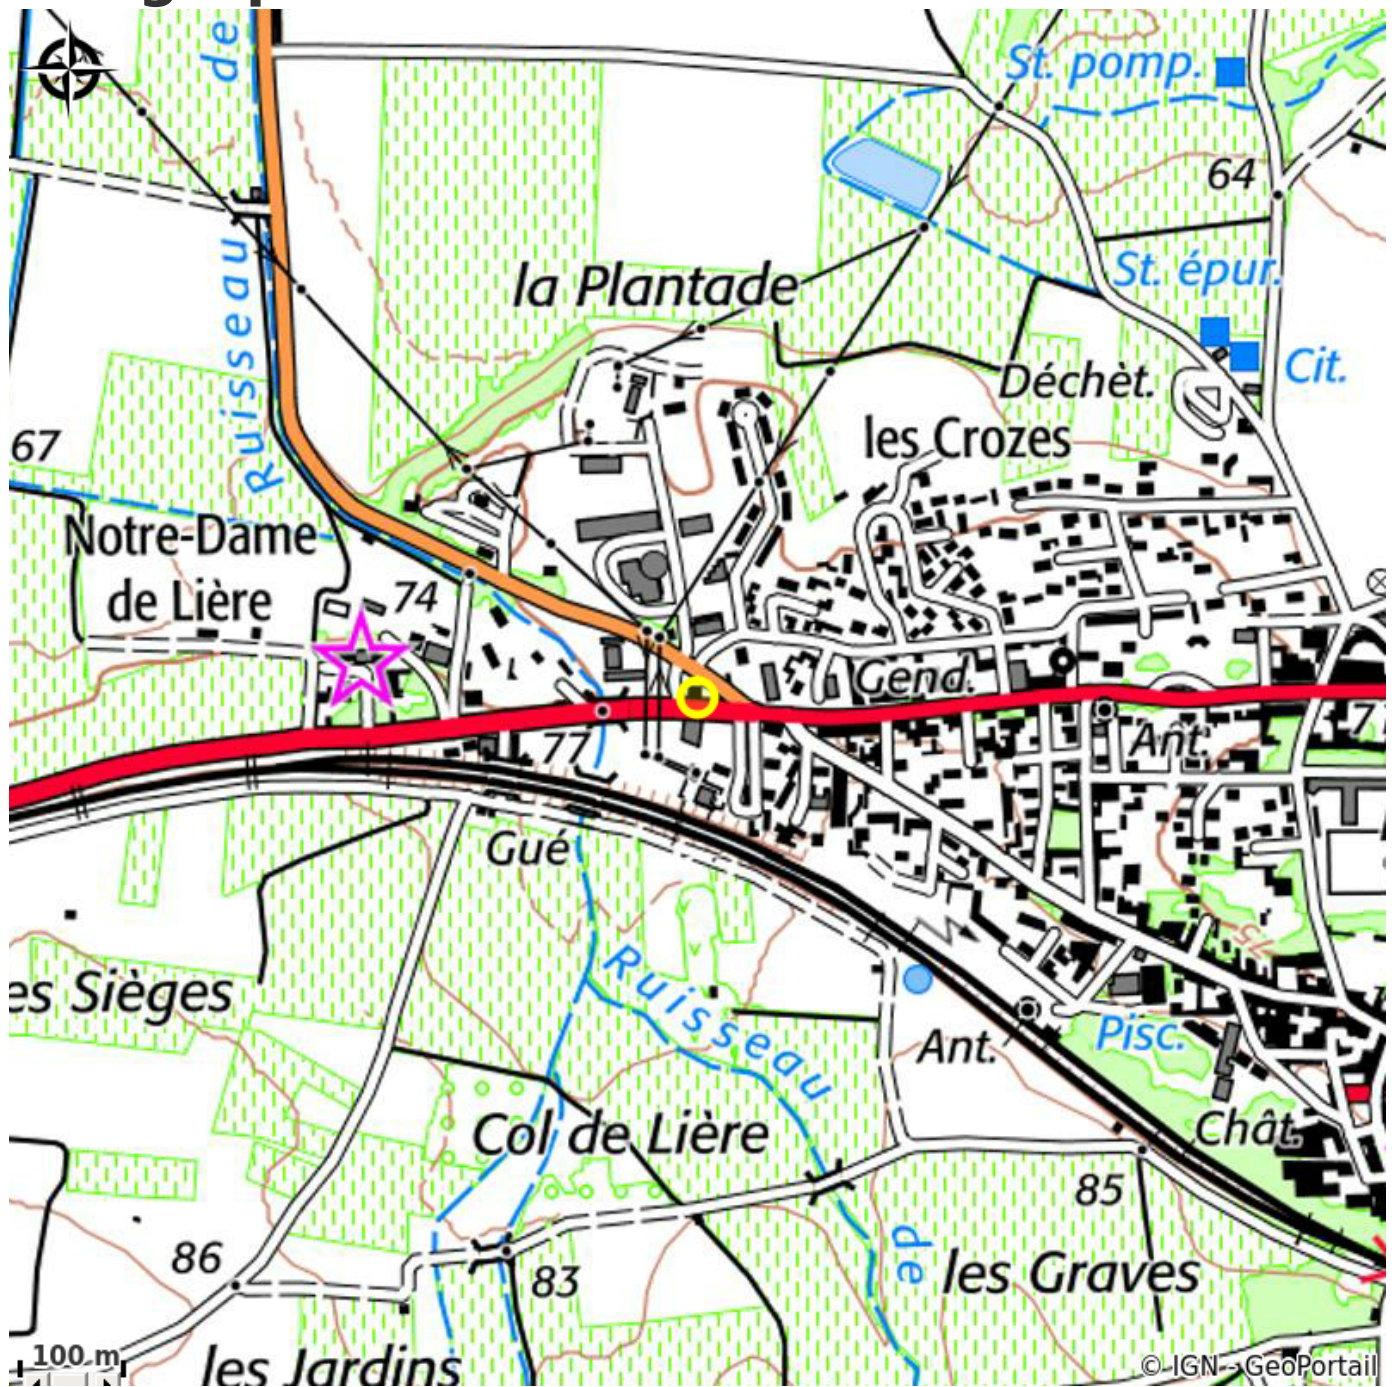 de
St. pomp.
64
la Plantade
St. épur.
Ruisseau
Déchèt.
Cit.
67
les Crozes
Notre-Dame
de Lière
74
Gend.
77
Ant.
Gué
75
es Sièges
Ruisseau
Pisc.
Ant.
Col de Lière
Chât.
85
86
de
les Graves
83
100 m
les Jardins
© IGN - GeoPortail